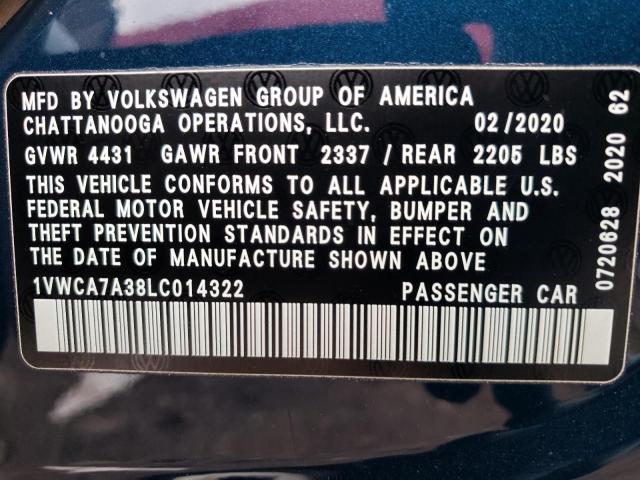 MFD BY VOLKSWAGEN GROUP OF AMERICA
CHATTANOOGA OPERATIONS, LLC. 02/2020
GVWR 4431 GAWR FRONT 2337 / REAR 2205 LBS
THIS VEHICLE CONFORMS TO ALL APPLICABLE U.S.
FEDERAL MOTOR VEHICLE SAFETY, BUMPER AND
THEFT PREVENTION STANDARDS IN EFFECT ON
THE DATE OF MANUFACTURE SHOWN ABOVE
1VWCA7A38LC014322 PASSENGER CAR
0720628 2020 62